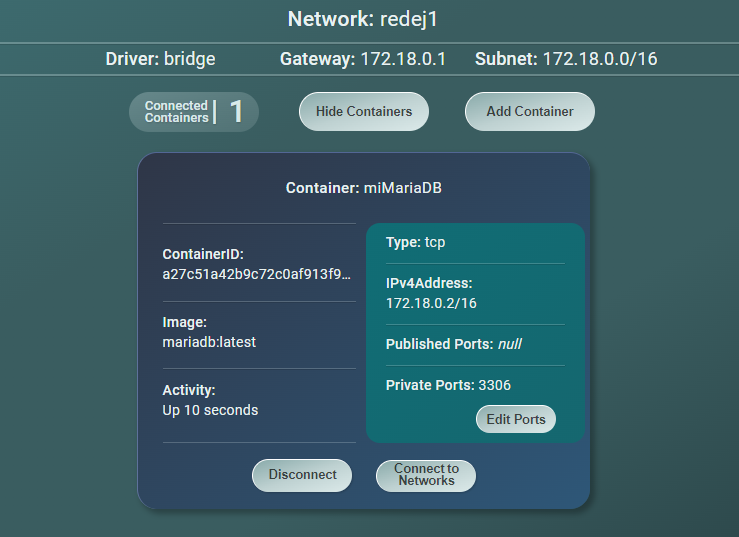 Network: redej1
Driver: bridge Gateway: 172.18.0.1 Subnet: 172.18.0.0/16
Connected
Containers | 1
Hide Containers
Add Container
Container: miMariaDB
ContainerID:
a27c51a42b9c72c0af913f9...
Image:
mariadb:latest
Activity:
Up 10 seconds
Type: tcp
IPv4Address:
172.18.0.2/16
Published Ports: null
Private Ports: 3306
Edit Ports
Disconnect
Connect to
Networks